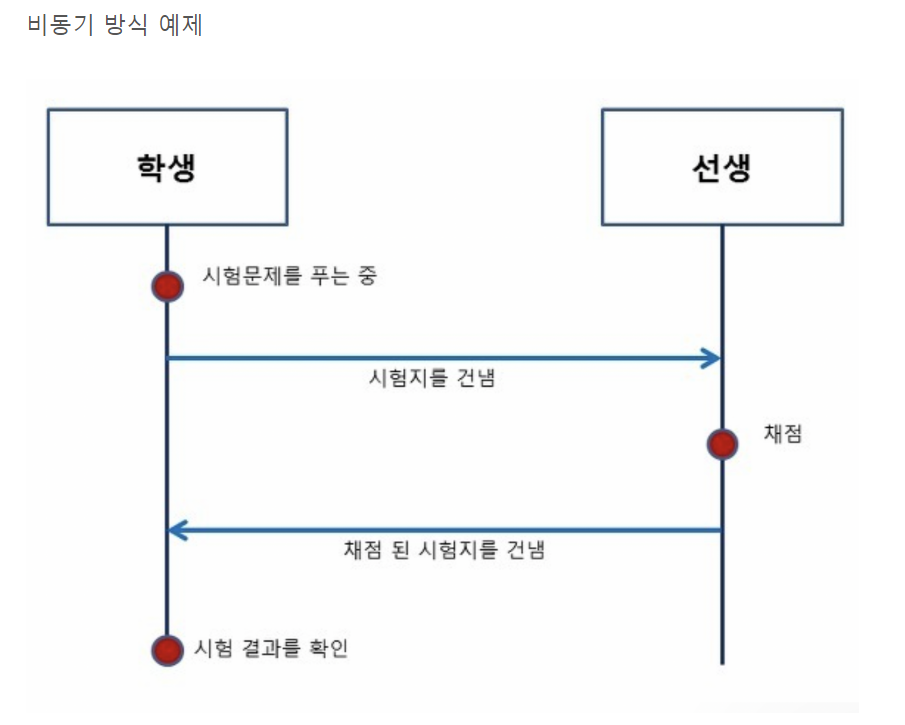 비동기 방식 예제
학생
선생
시험문제를 푸는 중
시험지를 건냄
채점
채점 된 시험지를 건냄
시험 결과를 확인